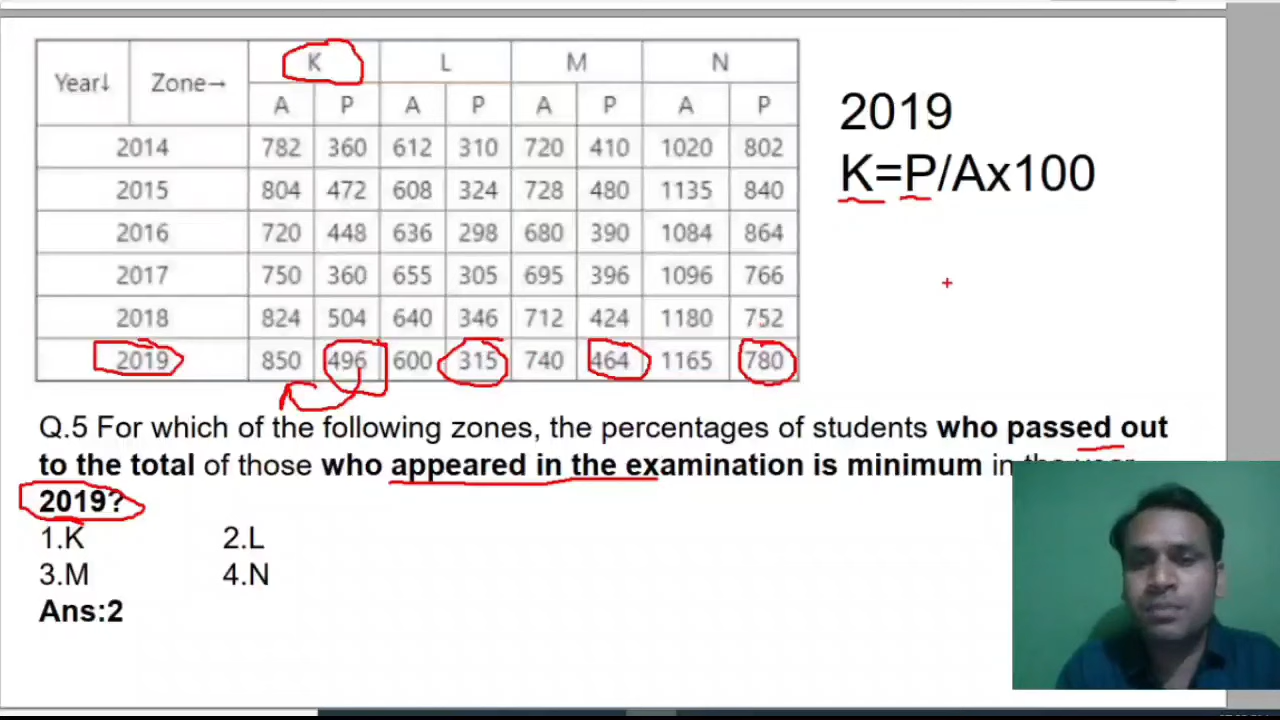 Year↓ Zone→ K L M N
A P A P A P A P
2014 782 360 612 310 720 410 1020 802
2015 804 472 608 324 728 480 1135 840
2016 720 448 636 298 680 390 1084 864
2017 750 360 655 305 695 396 1096 766
2018 824 504 640 346 712 424 1180 752
2019 850 496 600 315 740 464 1165 780
2019
K=P/Ax100
Q.5 For which of the following zones, the percentages of students who passed out
to the total of those who appeared in the examination is minimum in the year
2019?
1.K 2.L
3.M 4.N
Ans:2